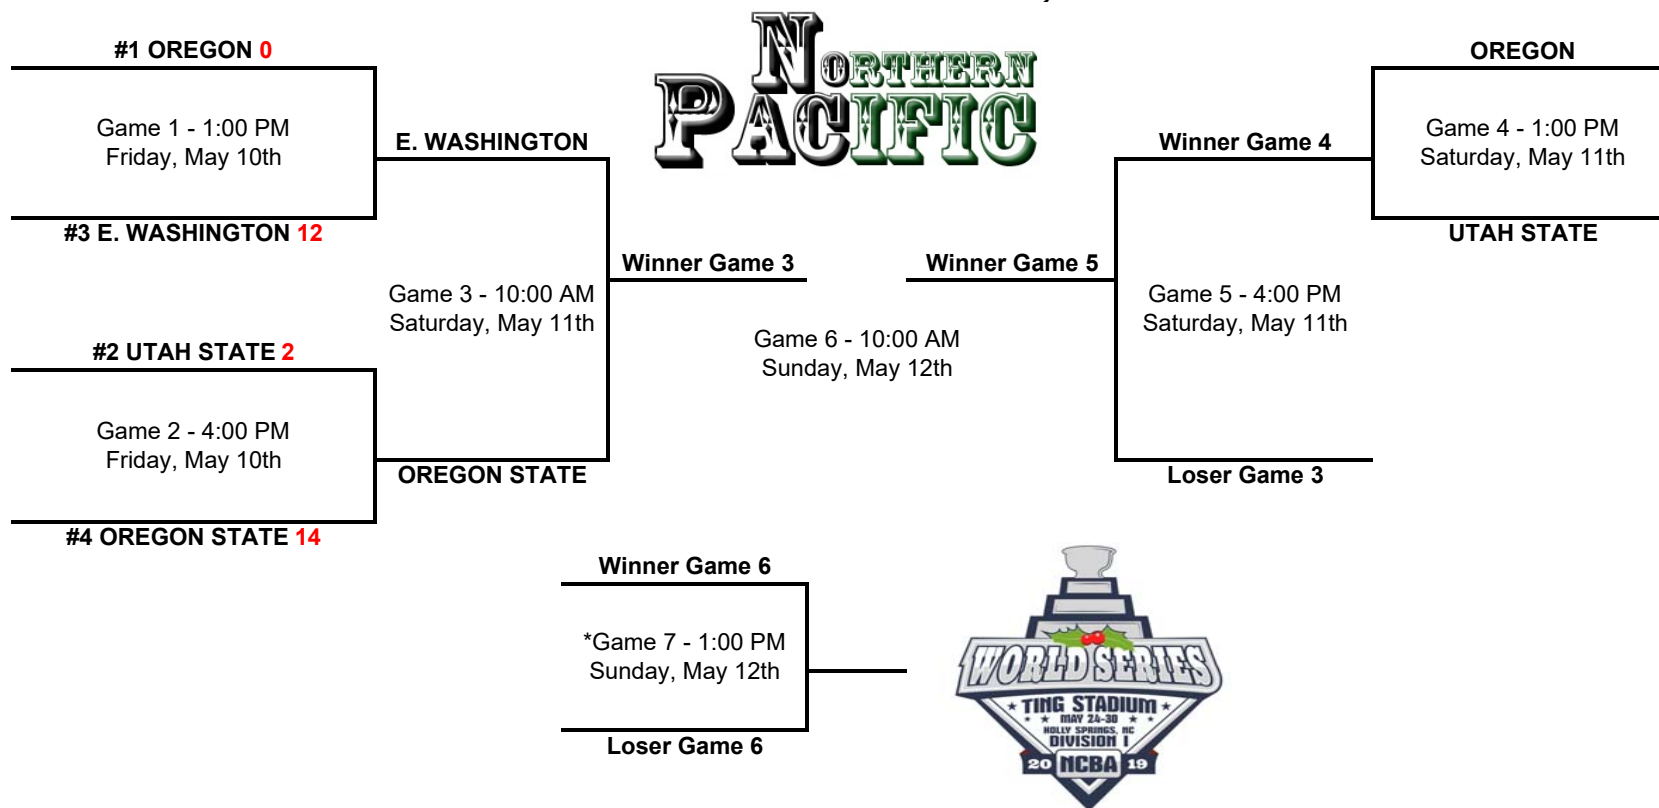 #1 OREGON 0
Game 1 - 1:00 PM
Friday, May 10th
#3 E. WASHINGTON 12
E. WASHINGTON
Game 3 - 10:00 AM
Saturday, May 11th
#2 UTAH STATE 2
Game 2 - 4:00 PM
Friday, May 10th
#4 OREGON STATE 14
OREGON STATE
NORTHERN
PACIFIC
Winner Game 3
Winner Game 5
Game 6 - 10:00 AM
Sunday, May 12th
OREGON
Game 4 - 1:00 PM
Saturday, May 11th
UTAH STATE
Winner Game 4
Game 5 - 4:00 PM
Saturday, May 11th
Loser Game 3
Winner Game 6
*Game 7 - 1:00 PM
Sunday, May 12th
Loser Game 6
WORLD SERIES
TING STADIUM
MAY 24-30
HOLLY SPRINGS, NC
DIVISION I
20 NCBA 19